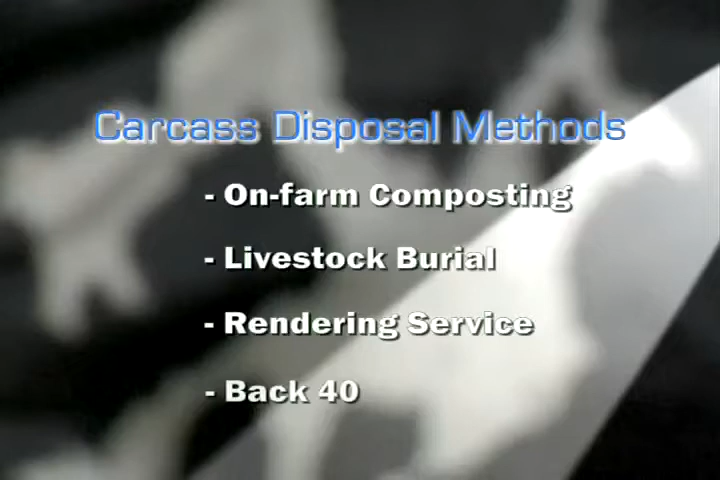 Carcass Disposal Methods
- On-farm Composting
- Livestock Burial
- Rendering Service
- Back 40